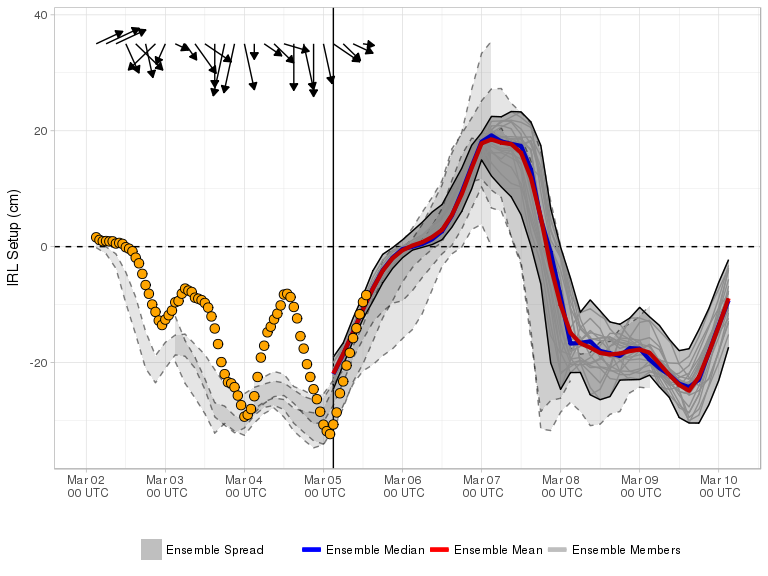 40
20
0
-20
IRL Setup (cm)
Mar 02 Mar 03 Mar 04 Mar 05 Mar 06 Mar 07 Mar 08 Mar 09 Mar 10
00 UTC 00 UTC 00 UTC 00 UTC 00 UTC 00 UTC 00 UTC 00 UTC 00 UTC
Ensemble Spread Ensemble Median Ensemble Mean Ensemble Members